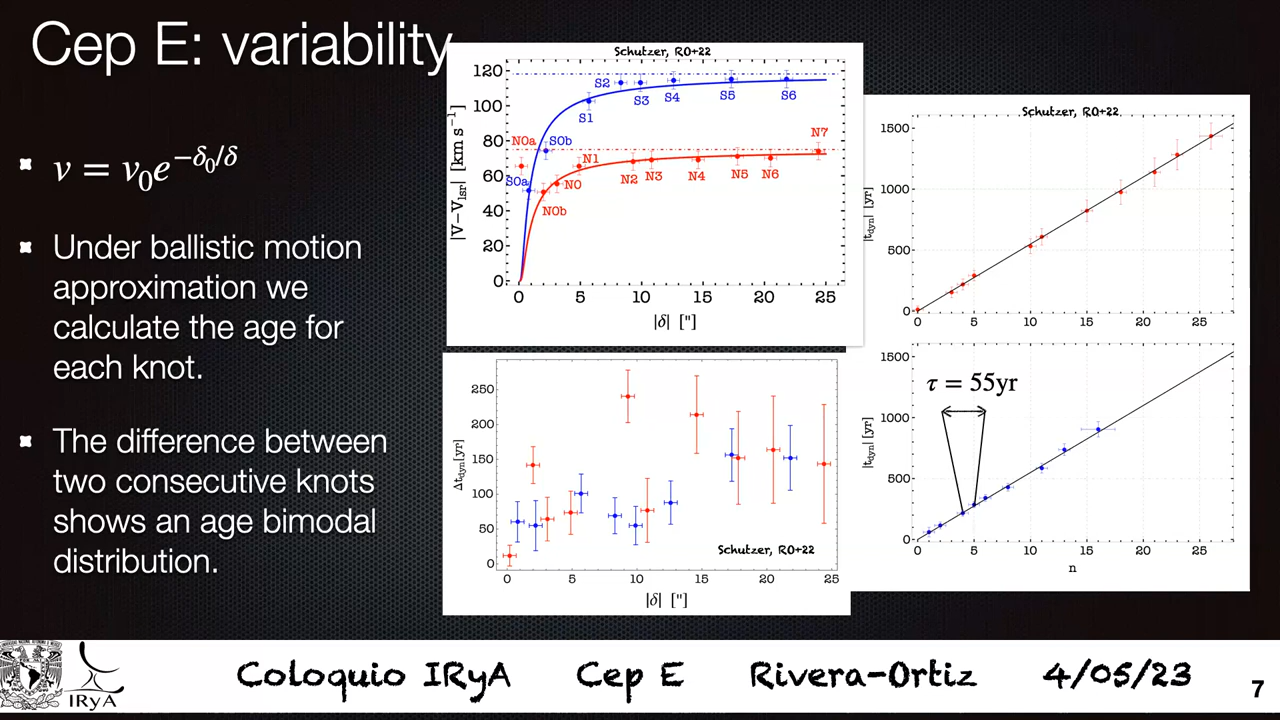 Cep E: variability
v = v₀e^{−δ₀/δ}
Under ballistic motion
approximation we
calculate the age for
each knot.
The difference between
two consecutive knots
shows an age bimodal
distribution.
Schutzer, RO+22
|V−Vlsr| [km s⁻¹]
120
100
80
60
40
20
0
S2
S3
S4
S5
S6
S1
N0a
S0b
N1
N7
S0a
N0
N0b
N2
N3
N4
N5
N6
0 5 10 15 20 25
|δ| ["]
Δtdyn[yr]
250
200
150
100
50
0
Schutzer, RO+22
0 5 10 15 20 25
|δ| ["]
Schutzer, RO+22
|tdyn| [yr]
1500
1000
500
0
0 5 10 15 20 25
|tdyn| [yr]
1500
1000
500
0
τ = 55yr
0 5 10 15 20 25
n
IRyA
Coloquio IRyA Cep E Rivera-Ortiz 4/05/23
7